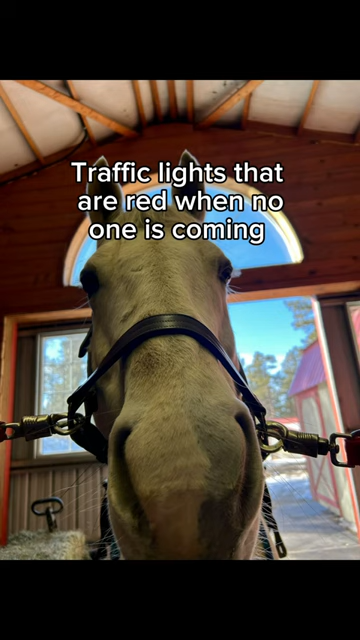 Traffic lights that
are red when no
one is coming